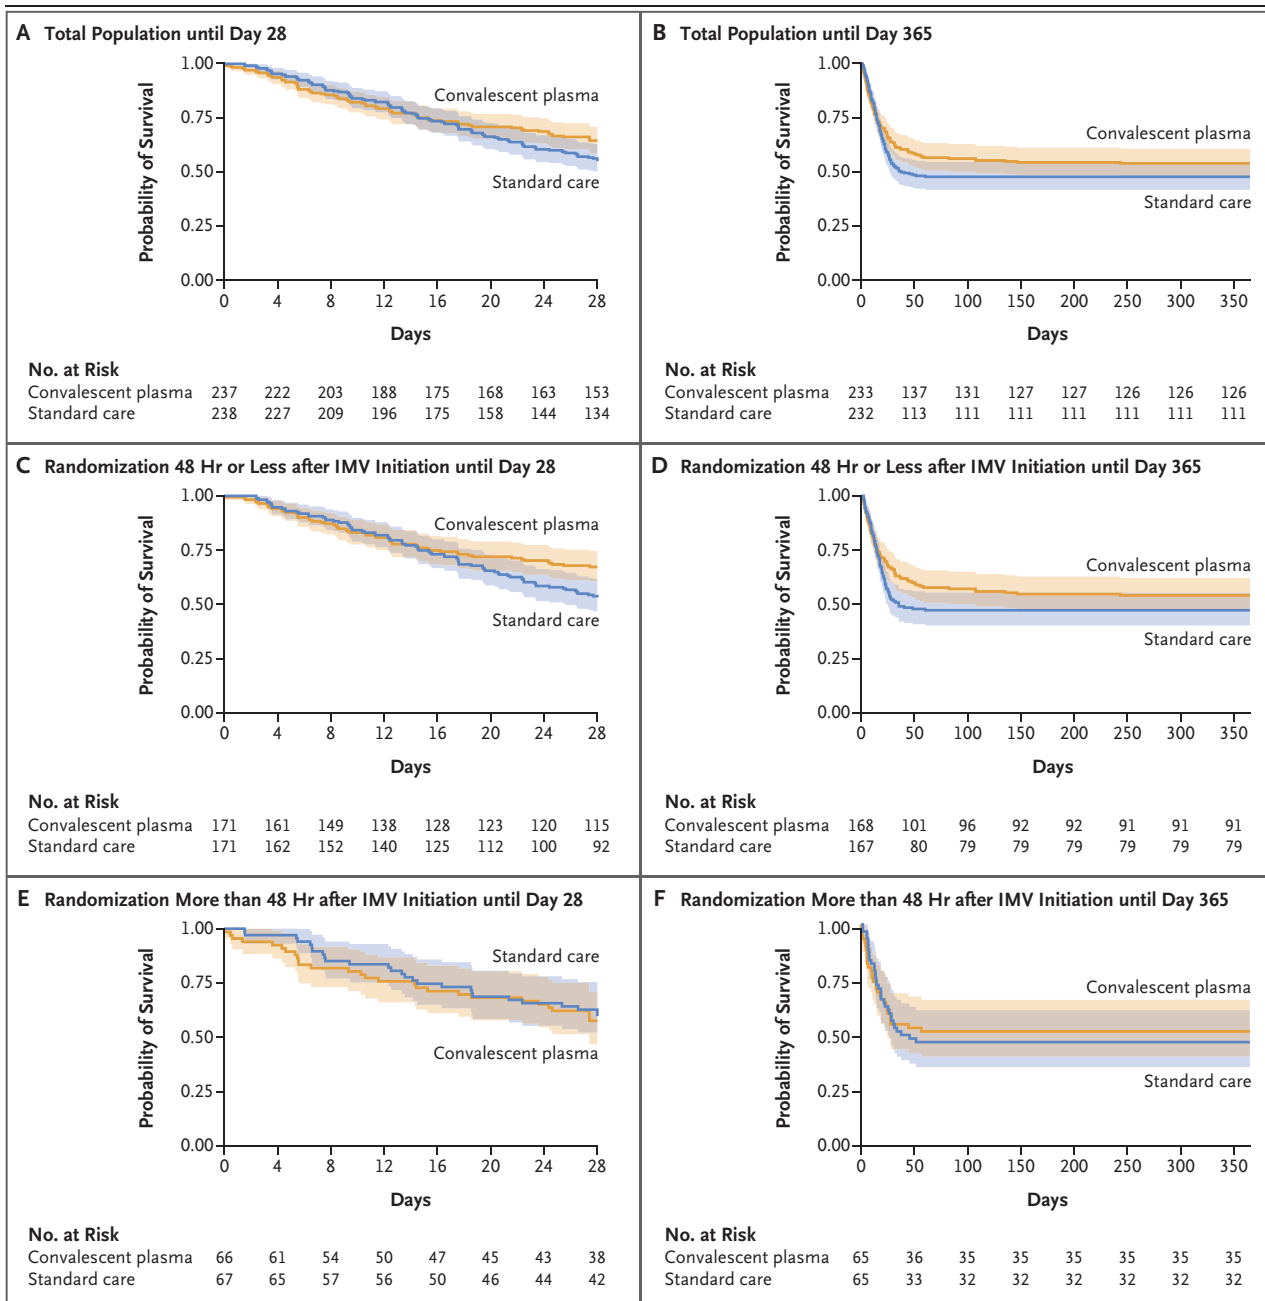 A Total Population until Day 28
Probability of Survival
1.00
0.75
0.50
0.25
0.00
Convalescent plasma
Standard care
0 4 8 12 16 20 24 28
Days
No. at Risk
Convalescent plasma 237 222 203 188 175 168 163 153
Standard care 238 227 209 196 175 158 144 134
B Total Population until Day 365
Probability of Survival
1.00
0.75
0.50
0.25
0.00
Convalescent plasma
Standard care
0 50 100 150 200 250 300 350
Days
No. at Risk
Convalescent plasma 233 137 131 127 127 126 126 126
Standard care 232 113 111 111 111 111 111 111
C Randomization 48 Hr or Less after IMV Initiation until Day 28
Probability of Survival
1.00
0.75
0.50
0.25
0.00
Convalescent plasma
Standard care
0 4 8 12 16 20 24 28
Days
No. at Risk
Convalescent plasma 171 161 149 138 128 123 120 115
Standard care 171 162 152 140 125 112 100 92
D Randomization 48 Hr or Less after IMV Initiation until Day 365
Probability of Survival
1.00
0.75
0.50
0.25
0.00
Convalescent plasma
Standard care
0 50 100 150 200 250 300 350
Days
No. at Risk
Convalescent plasma 168 101 96 92 92 91 91 91
Standard care 167 80 79 79 79 79 79 79
E Randomization More than 48 Hr after IMV Initiation until Day 28
Probability of Survival
1.00
0.75
0.50
0.25
0.00
Standard care
Convalescent plasma
0 4 8 12 16 20 24 28
Days
No. at Risk
Convalescent plasma 66 61 54 50 47 45 43 38
Standard care 67 65 57 56 50 46 44 42
F Randomization More than 48 Hr after IMV Initiation until Day 365
Probability of Survival
1.00
0.75
0.50
0.25
0.00
Convalescent plasma
Standard care
0 50 100 150 200 250 300 350
Days
No. at Risk
Convalescent plasma 65 36 35 35 35 35 35 35
Standard care 65 33 32 32 32 32 32 32